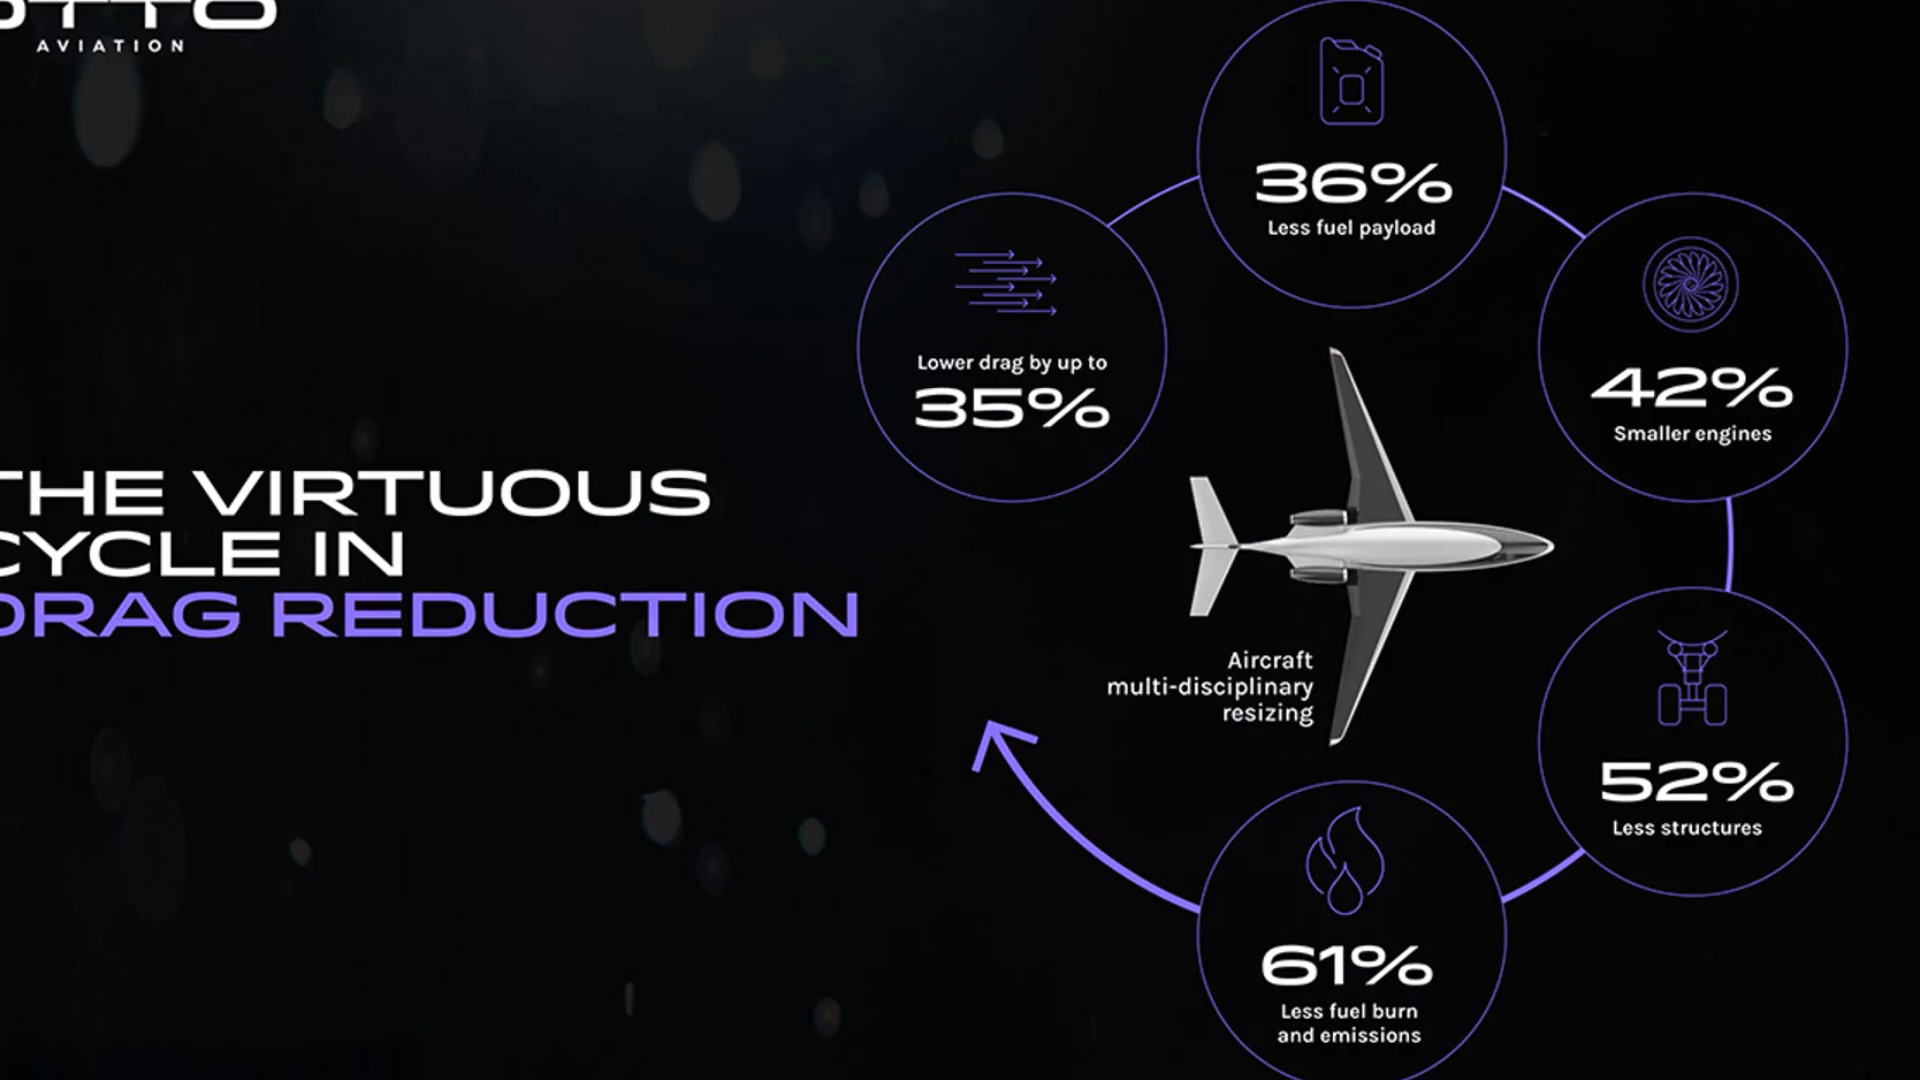 OTTO
AVIATION
THE VIRTUOUS
CYCLE IN
DRAG REDUCTION
Lower drag by up to
35%
36%
Less fuel payload
42%
Smaller engines
52%
Less structures
61%
Less fuel burn
and emissions
Aircraft
multi-disciplinary
resizing